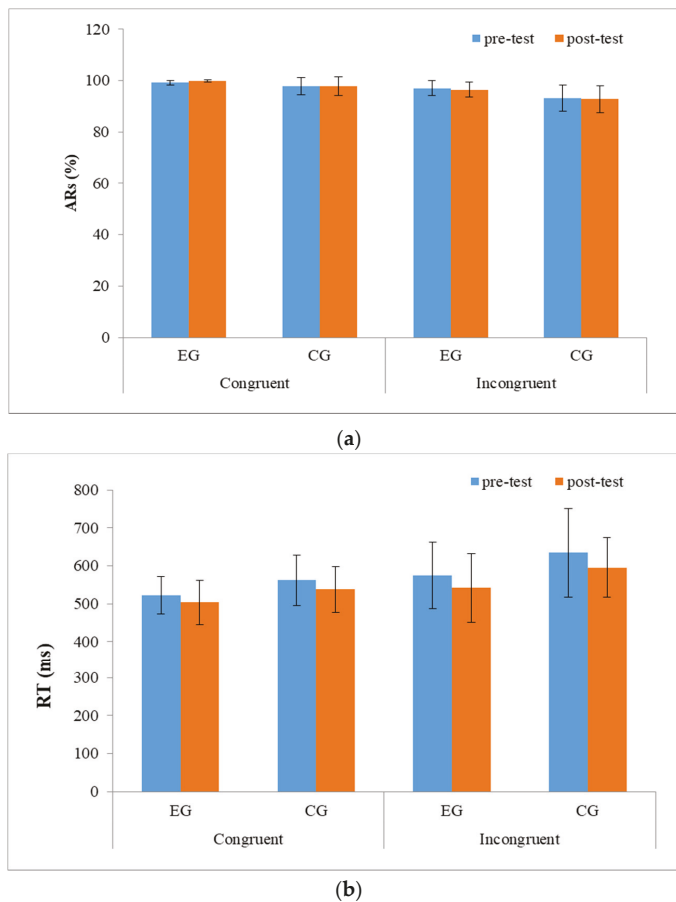 120
pre-test post-test
100
80
ARs (%)
60
40
20
0
EG CG EG CG
Congruent Incongruent
(a)
800
pre-test post-test
700
600
500
RT (ms)
400
300
200
100
0
EG CG EG CG
Congruent Incongruent
(b)